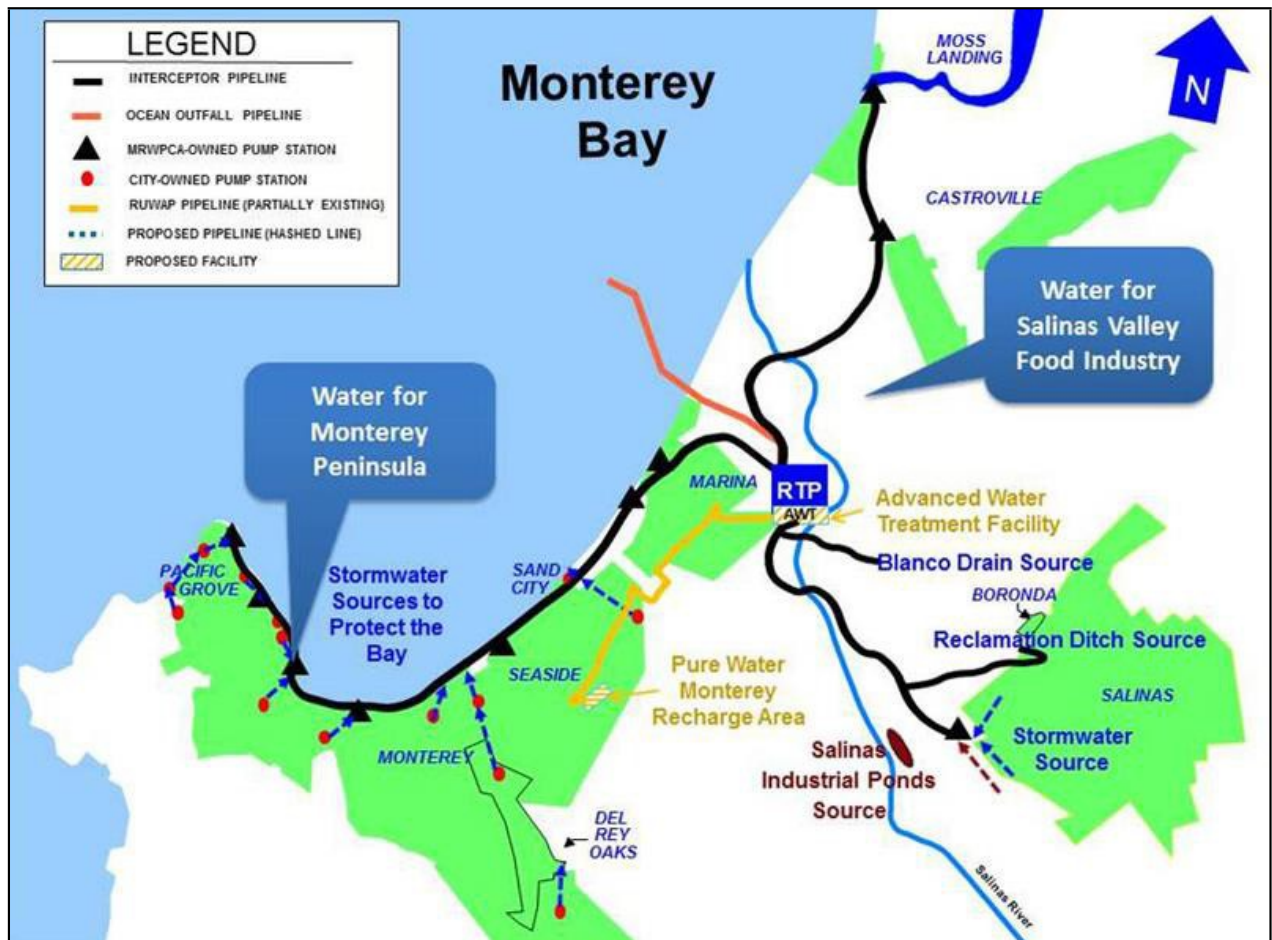 LEGEND
INTERCEPTOR PIPELINE
OCEAN OUTFALL PIPELINE
MRWPCA-OWNED PUMP STATION
CITY-OWNED PUMP STATION
RUWAP PIPELINE (PARTIALLY EXISTING)
PROPOSED PIPELINE (HASHED LINE)
PROPOSED FACILITY
Monterey
Bay
MOSS
LANDING
N
CASTROVILLE
Water for
Salinas Valley
Food Industry
Water for
Monterey
Peninsula
MARINA
RTP
AWT
Advanced Water
Treatment Facility
Blanco Drain Source
BORONDA
Reclamation Ditch Source
SALINAS
Stormwater
Source
PACIFIC
GROVE
Stormwater
Sources to
Protect the
Bay
SAND
CITY
SEASIDE
Pure Water
Monterey
Recharge Area
MONTEREY
Salinas
Industrial Ponds
Source
DEL
REY
OAKS
Salinas River